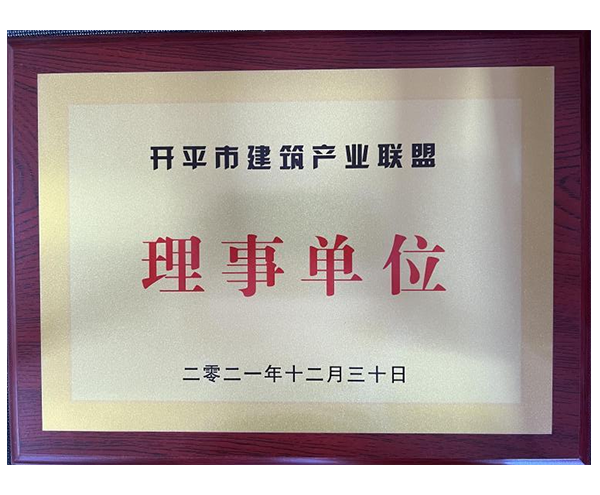 开平市建筑产业联盟
理事单位
二零二一年十二月三十日